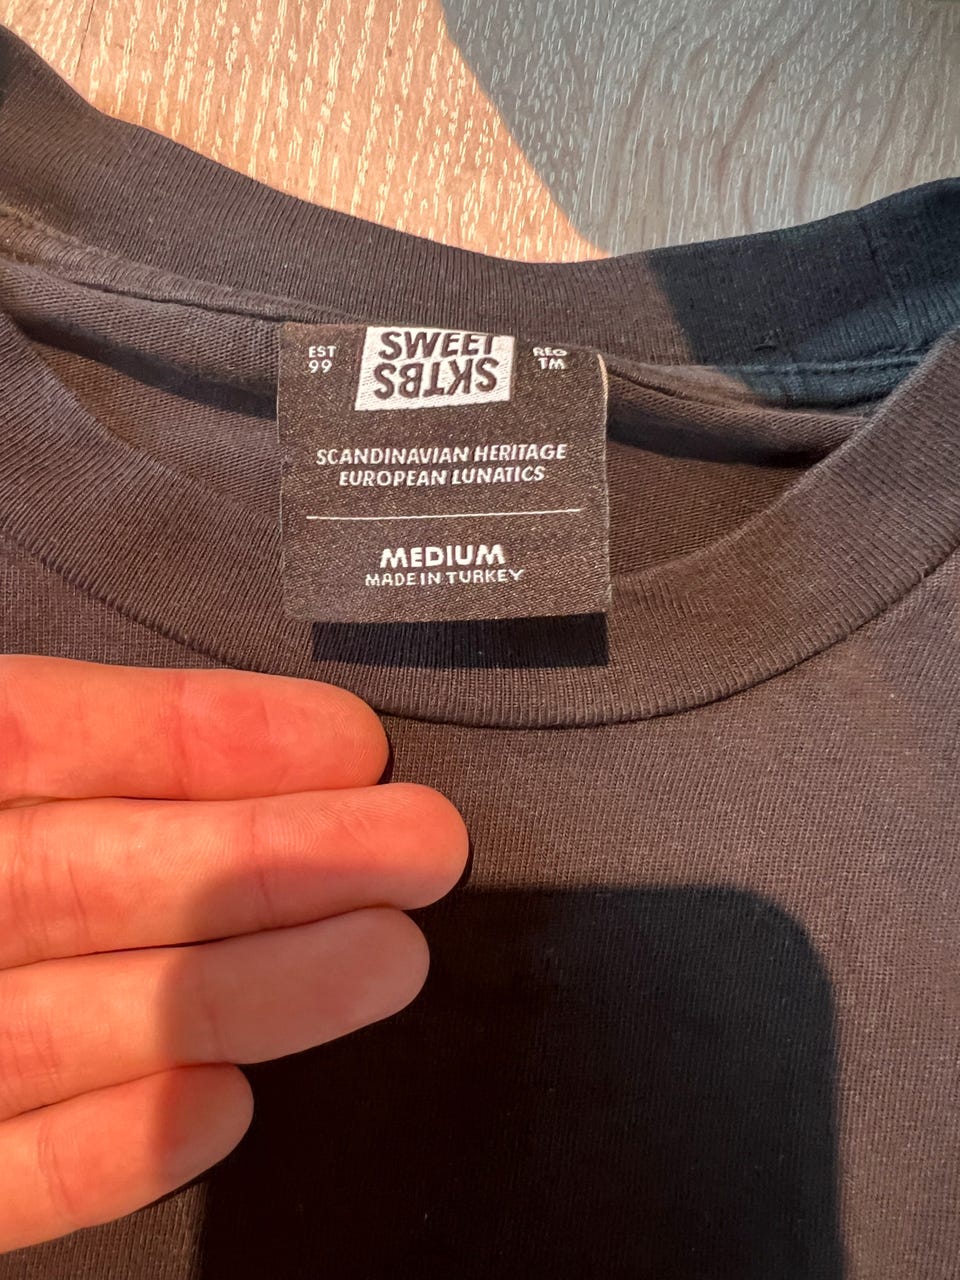 EST
99
SWEET
SKTBS
REG
TM
SCANDINAVIAN HERITAGE
EUROPEAN LUNATICS
MEDIUM
MADE IN TURKEY